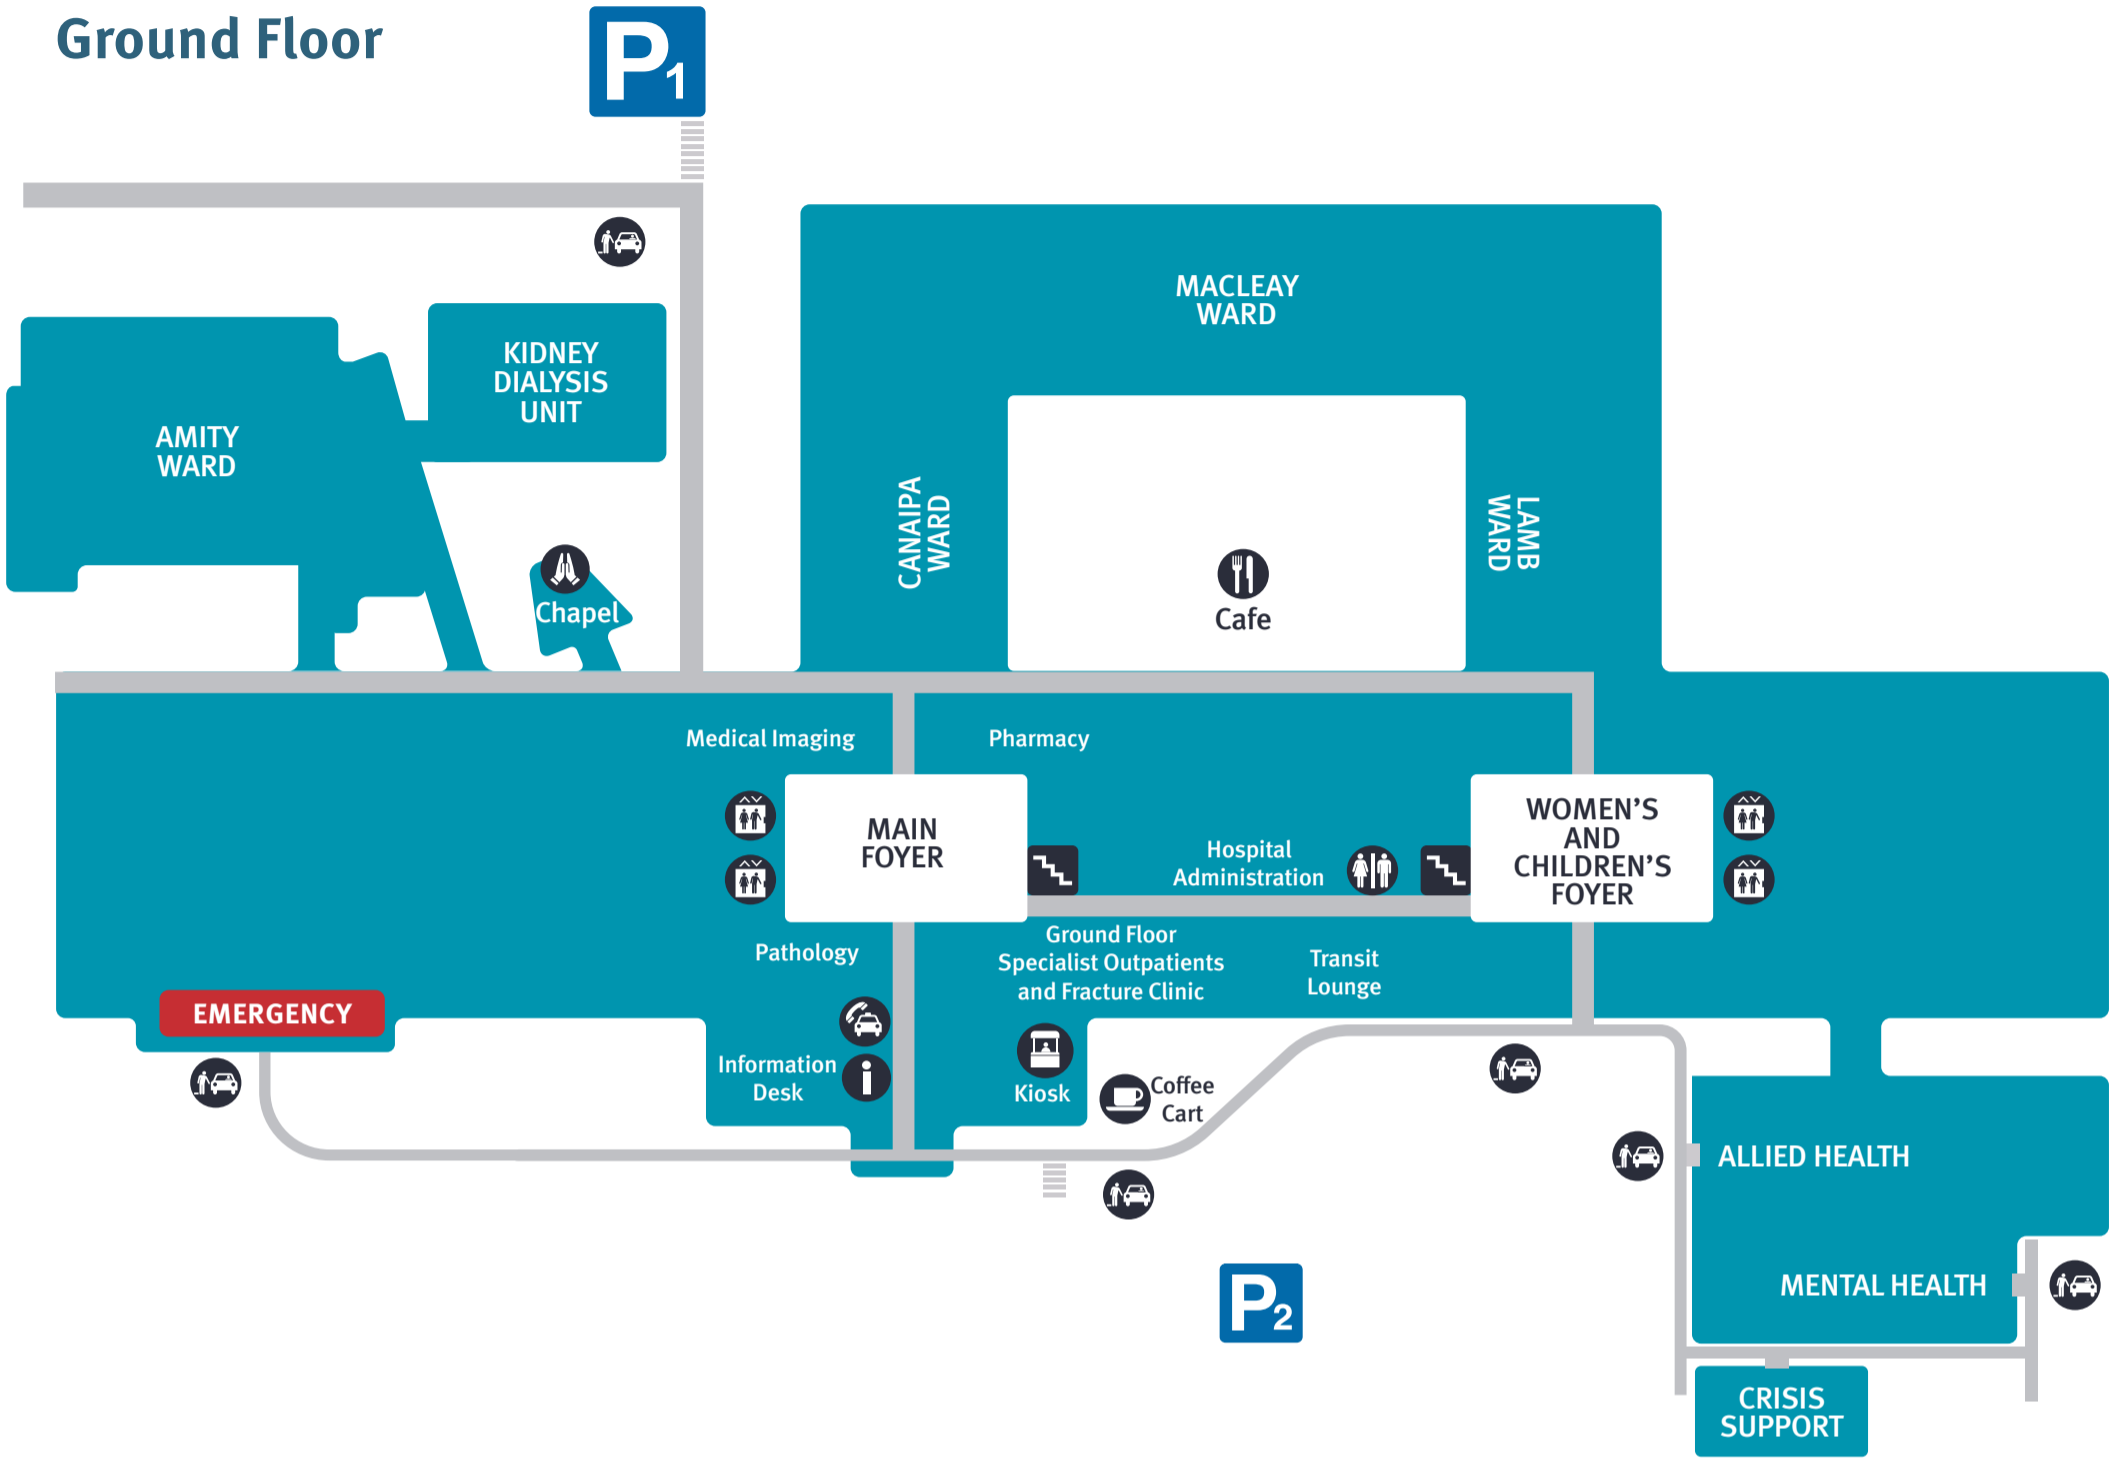 Ground Floor
P1
MACLEAY
WARD
KIDNEY
DIALYSIS
UNIT
AMITY
WARD
CANAIPA
WARD
LAMB
WARD
Chapel
Cafe
Medical Imaging
Pharmacy
MAIN
FOYER
WOMEN'S
AND
CHILDREN'S
FOYER
Hospital
Administration
Pathology
Ground Floor
Specialist Outpatients
and Fracture Clinic
Transit
Lounge
EMERGENCY
Information
Desk
i
Kiosk
Coffee
Cart
ALLIED HEALTH
MENTAL HEALTH
P2
CRISIS
SUPPORT